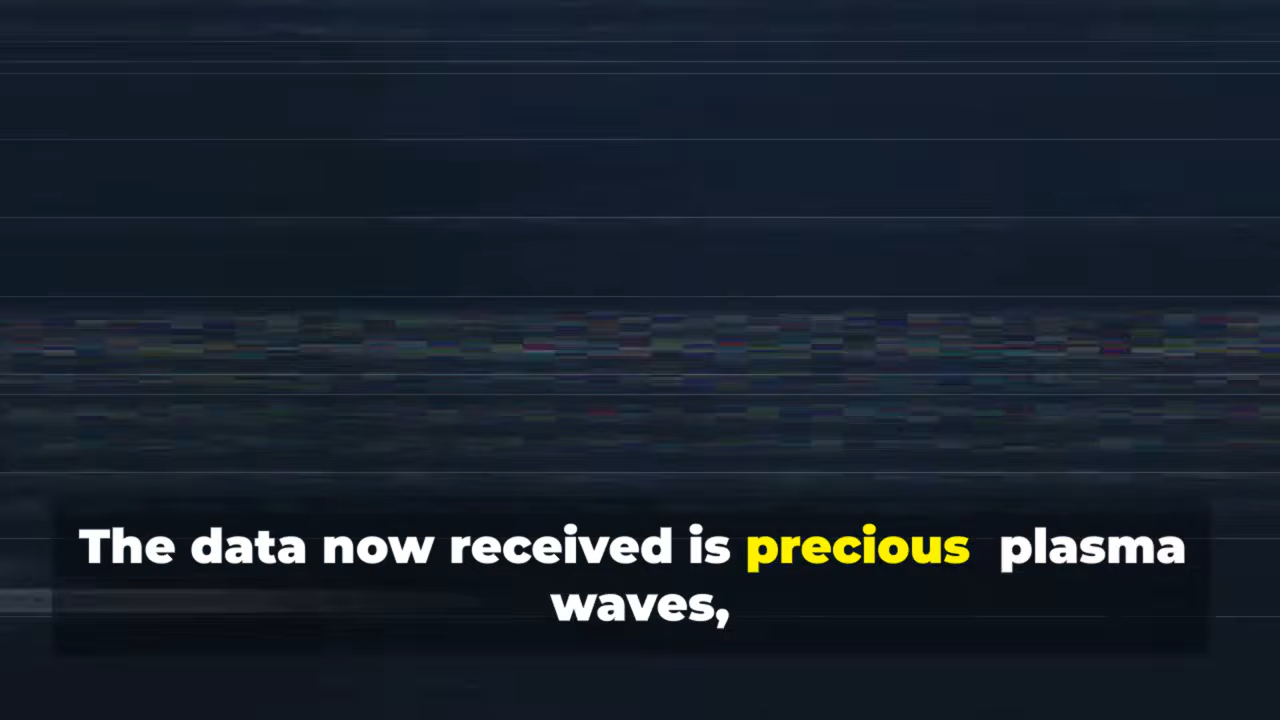 The data now received is precious plasma
waves,